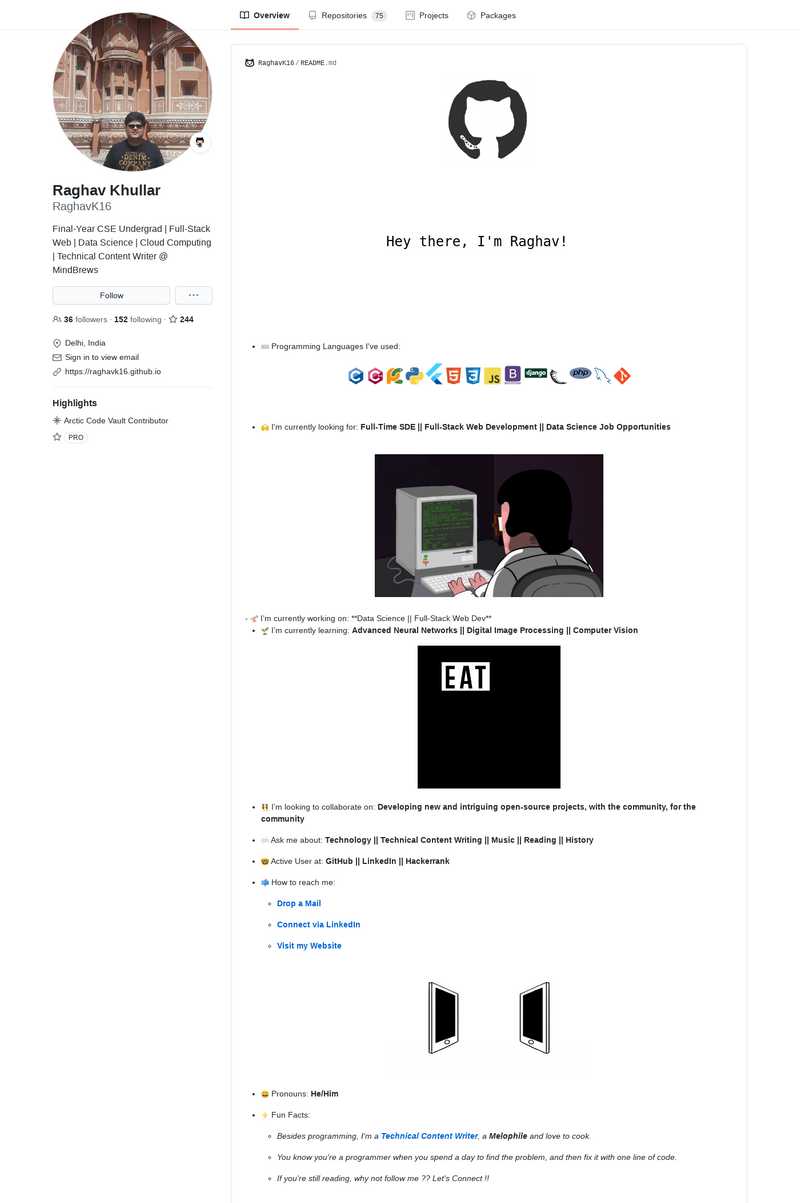 Overview
Repositories 75
Projects
Packages
Raghav Khullar
RaghavK16
Final-Year CSE Undergrad | Full-Stack
Web | Data Science | Cloud Computing
| Technical Content Writer @
MindBrews
Follow
36 followers · 152 following · 244
Delhi, India
Sign in to view email
https://raghavk16.github.io
Highlights
Arctic Code Vault Contributor
PRO
RaghavK16 / README.md
Hey there, I'm Raghav!
Programming Languages I've used:
JS
B
django
php
I'm currently looking for: Full-Time SDE || Full-Stack Web Development || Data Science Job Opportunities
I'm currently working on: **Data Science || Full-Stack Web Dev**
I'm currently learning: Advanced Neural Networks || Digital Image Processing || Computer Vision
EAT
I'm looking to collaborate on: Developing new and intriguing open-source projects, with the community, for the
community
Ask me about: Technology || Technical Content Writing || Music || Reading || History
Active User at: GitHub || LinkedIn || Hackerrank
How to reach me:
Drop a Mail
Connect via LinkedIn
Visit my Website
Pronouns: He/Him
Fun Facts:
Besides programming, I'm a Technical Content Writer, a Melophile and love to cook.
You know you're a programmer when you spend a day to find the problem, and then fix it with one line of code.
If you're still reading, why not follow me ?? Let's Connect !!